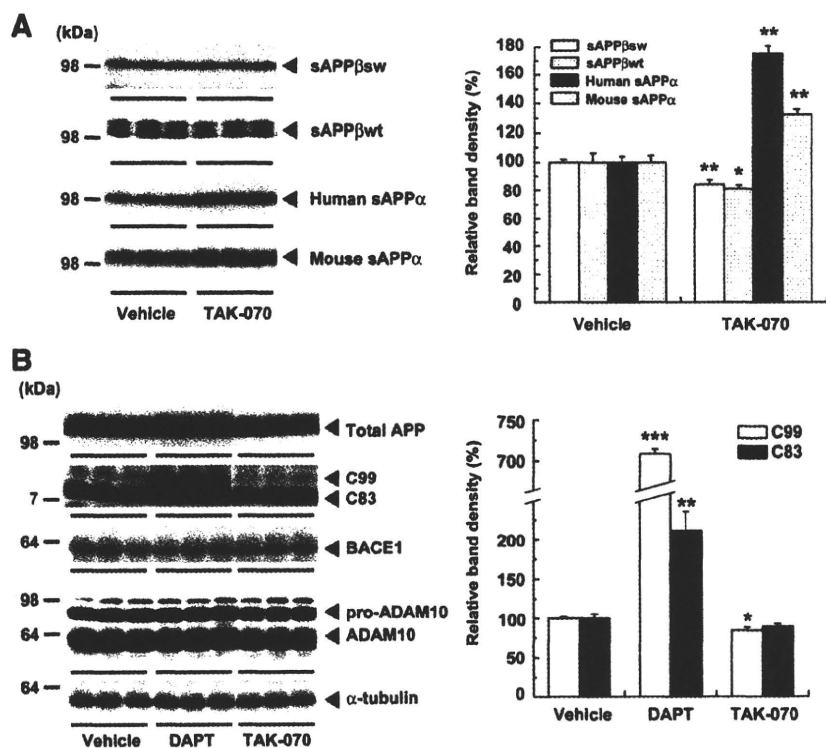 A
(kDa)
98
sAPPβsw
98
sAPPβwt
98
Human sAPPα
98
Mouse sAPPα
Vehicle TAK-070
Relative band density (%)
180
160
140
120
100
80
60
40
20
0
sAPPβsw
sAPPβwt
Human sAPPα
Mouse sAPPα
** * ** **
Vehicle TAK-070
B
(kDa)
98
Total APP
C99
7
C83
64
BACE1
98
pro-ADAM10
64
ADAM10
64
α-tubulin
Vehicle DAPT TAK-070
Relative band density (%)
750
700
200
150
100
50
0
C99
C83
*** ** *
Vehicle DAPT TAK-070